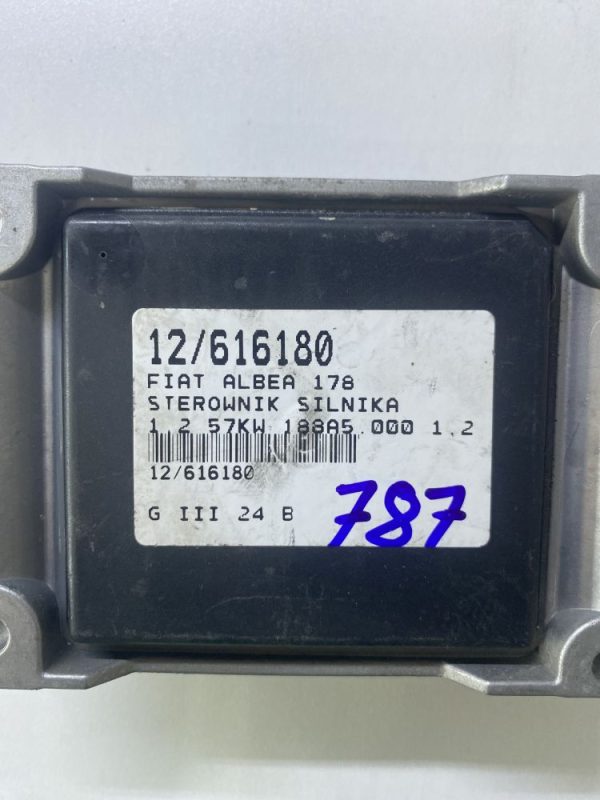 12/616180
FIAT ALBEA 178
STEROWNIK SILNIKA
1.2 57KW 188A5.000 1.2
12/616180
G III 24 B
787